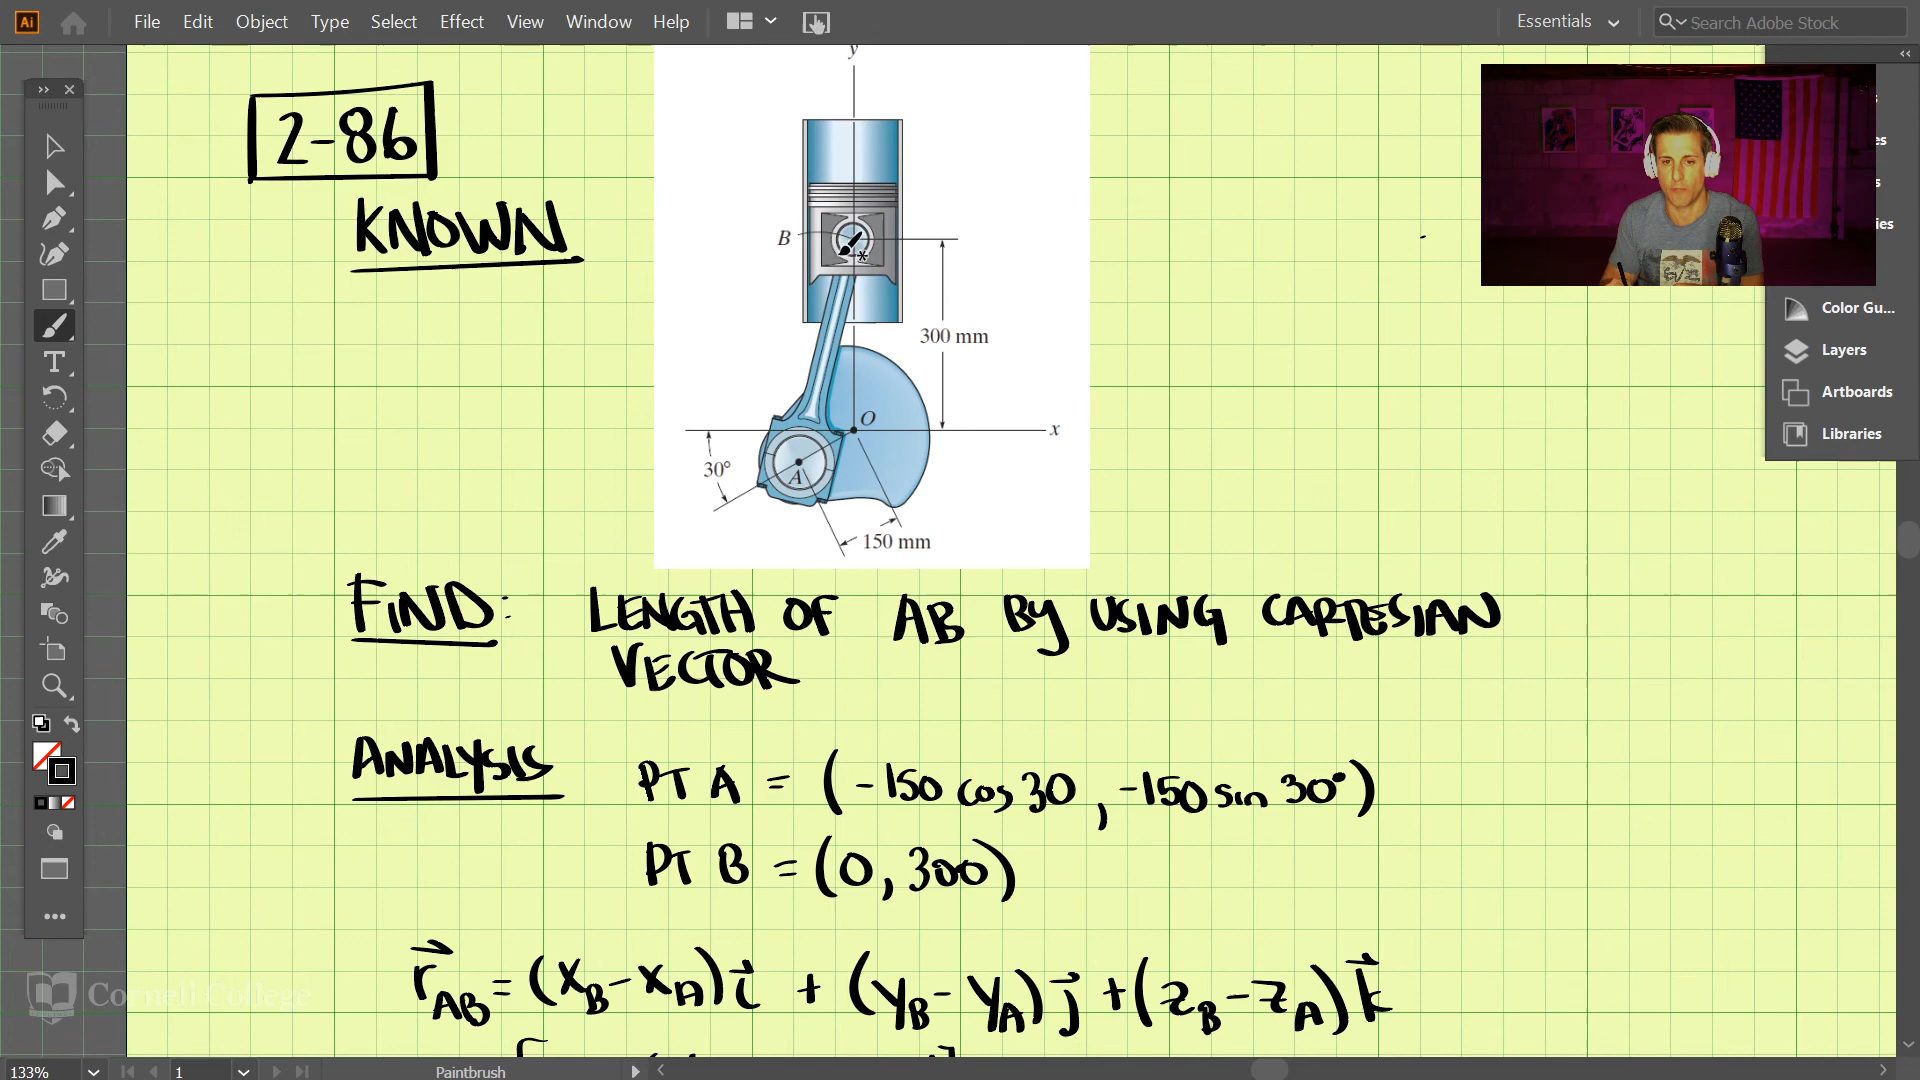 Ai File Edit Object Type Select Effect View Window Help Essentials Search Adobe Stock
2-86
KNOWN
y
B
300 mm
O
x
30°
A
150 mm
Color Gu...
Layers
Artboards
Libraries
FIND: LENGTH OF AB BY USING CARTESIAN
VECTOR
ANALYSIS PT A = (-150 cos 30, -150 sin 30°)
PT B = (0, 300)
r⃗AB = (xB - xA) i⃗ + (yB - yA) j⃗ + (zB - zA) k⃗
Cornell College
133% 1 Paintbrush